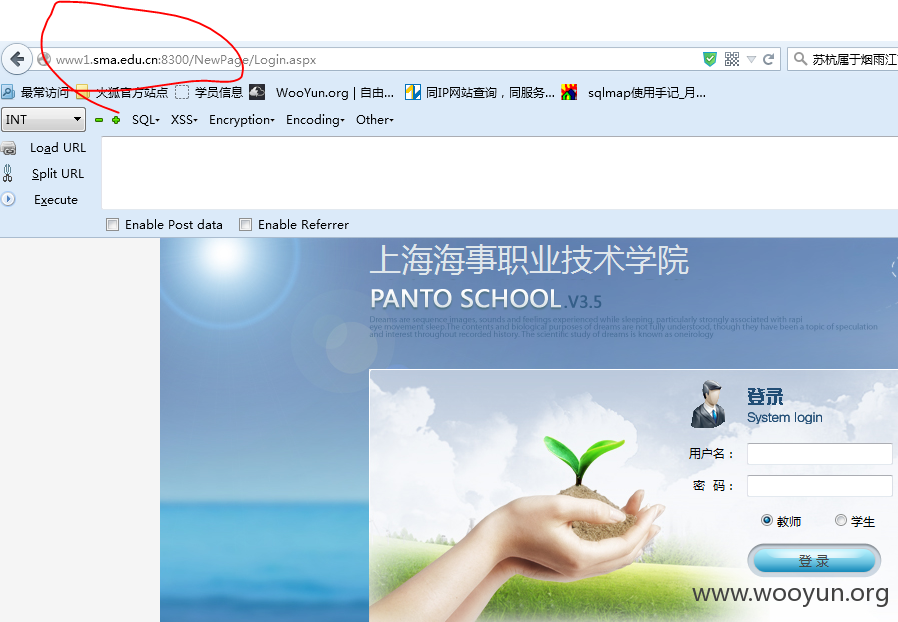 www1.sma.edu.cn:8300/NewPage/Login.aspx
苏杭属于烟雨江
最常访问 火狐官方站点 学员信息 WooYun.org | 自由... 同IP网站查询，同服务... sqlmap使用手记_月...
INT SQL XSS Encryption Encoding Other
Load URL
Split URL
Execute
Enable Post data Enable Referrer
上海海事职业技术学院
PANTO SCHOOL.V3.5
Dreams are sequence images, sounds and feelings experienced while sleeping, particularly strongly associated with rapi
eye movement sleep.The contents and biological purposes of dreams are not fully understood, though they have been a topic of speculation
and interest throughout recorded history. The scientific study of dreams is known as oneirology
登录
System login
用户名：
密 码：
教师 学生
登 录
www.wooyun.org